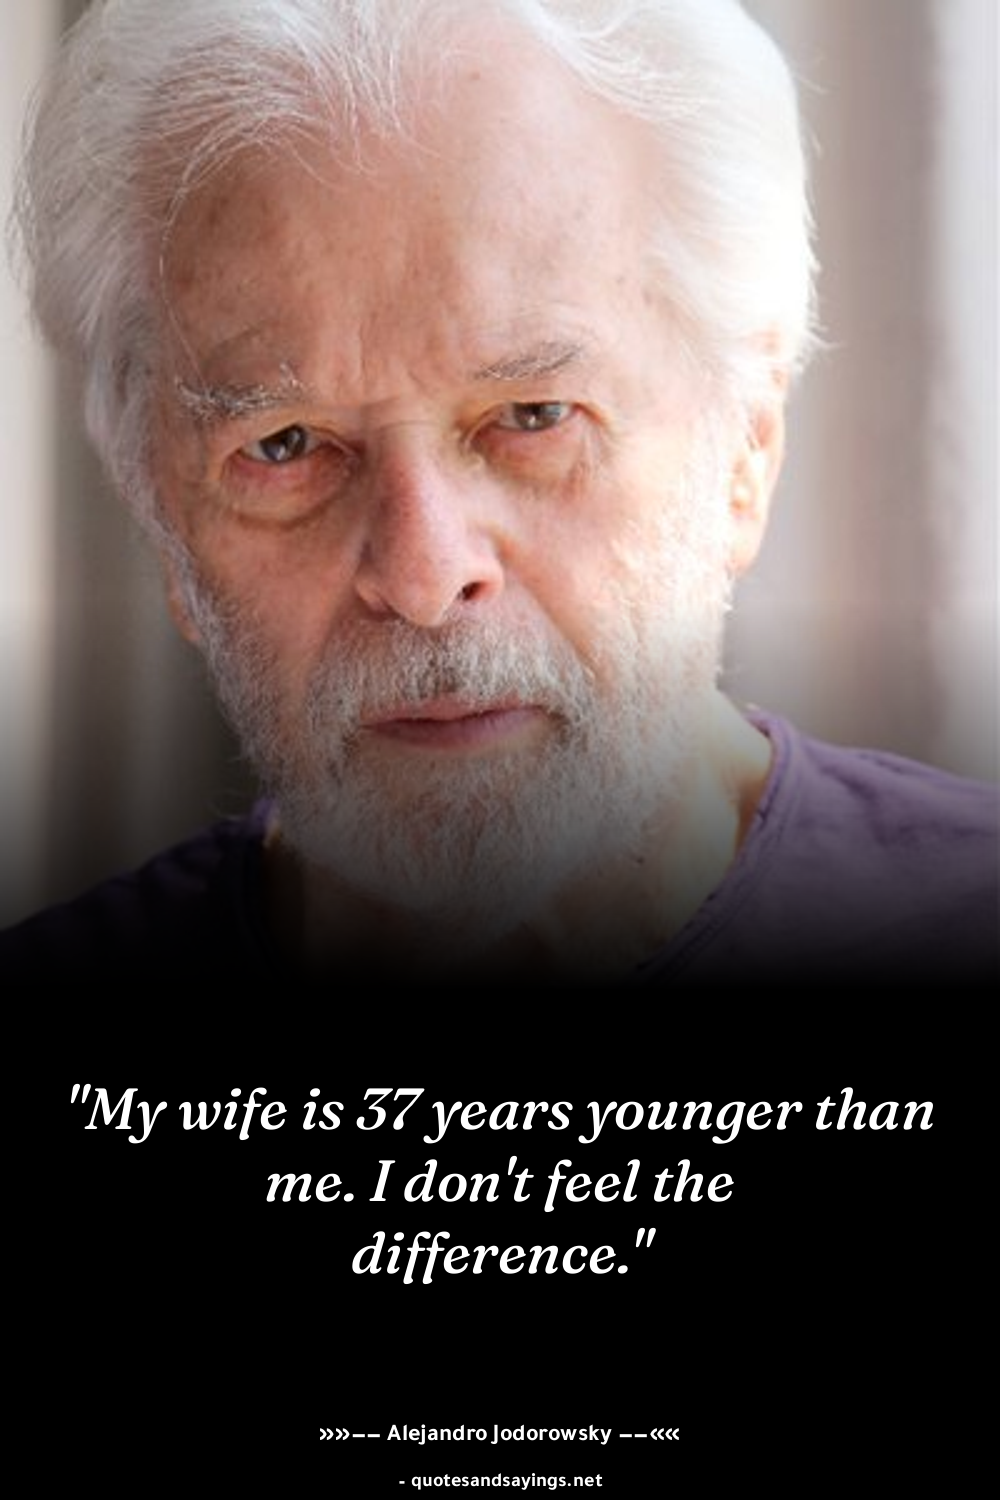 "My wife is 37 years younger than
me. I don't feel the
difference."
»»–– Alejandro Jodorowsky ––««
- quotesandsayings.net